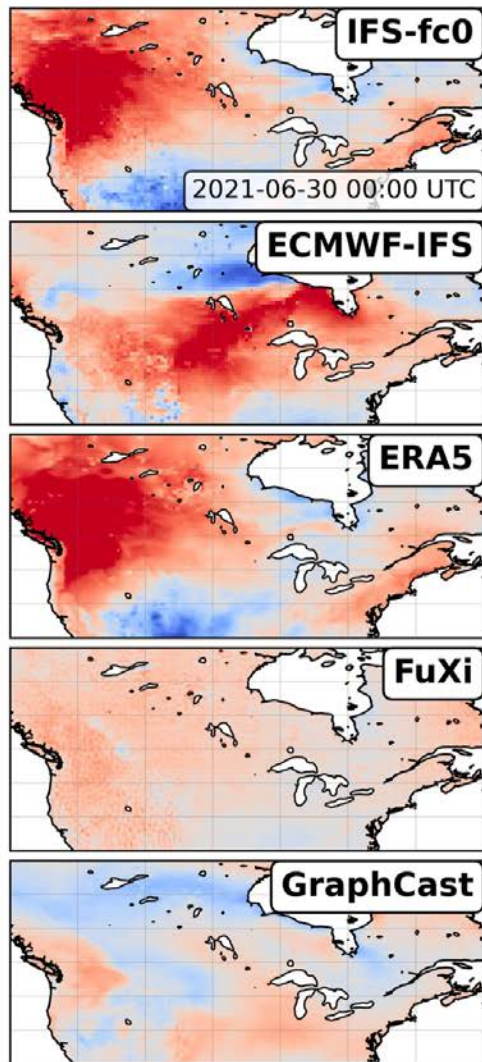 IFS-fc0
2021-06-30 00:00 UTC
ECMWF-IFS
ERA5
FuXi
GraphCast